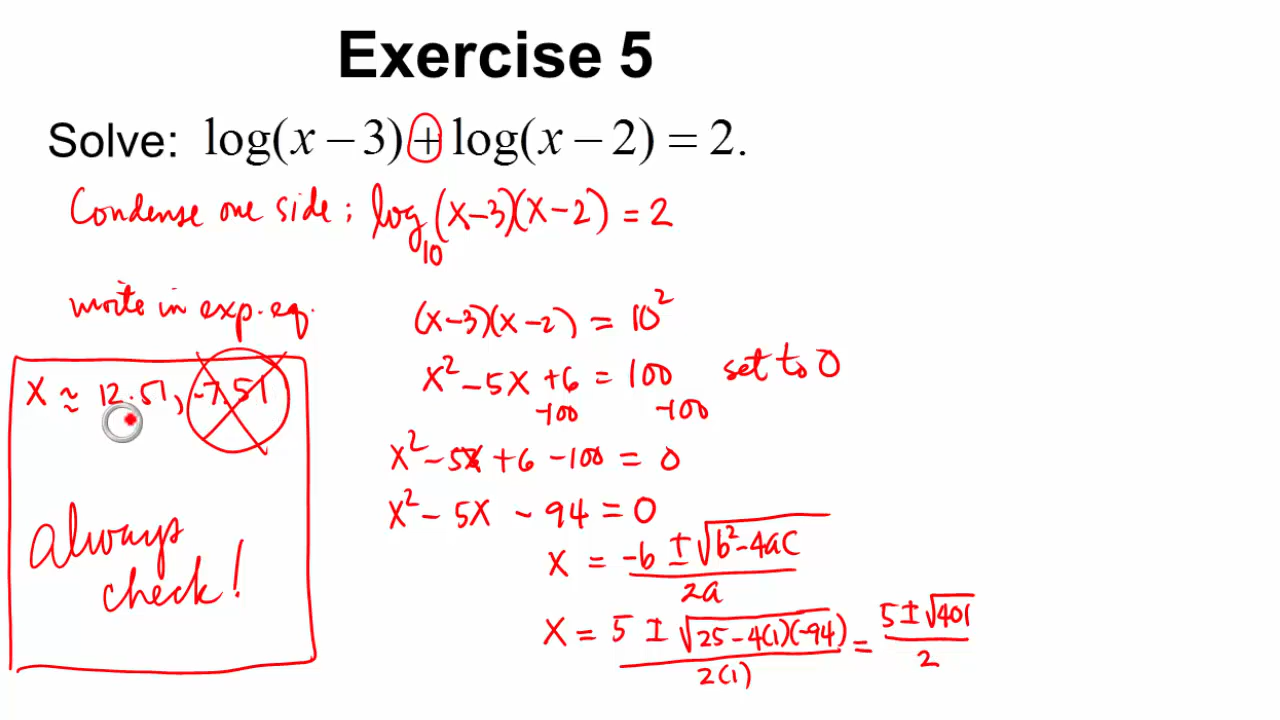 Exercise 5
Solve: log(x − 3) + log(x − 2) = 2.
Condense one side; log₁₀(x−3)(x−2) = 2
write in exp. eq.
(x−3)(x−2) = 10²
x² − 5x + 6 = 100 set to 0
-100 -100
x ≈ 12.51, -7.51
x² − 5x + 6 − 100 = 0
x² − 5x − 94 = 0
always
check!
x = -b ± √b² − 4ac
2a
x = 5 ± √25 − 4(1)(-94) = 5 ± √401
2(1) 2